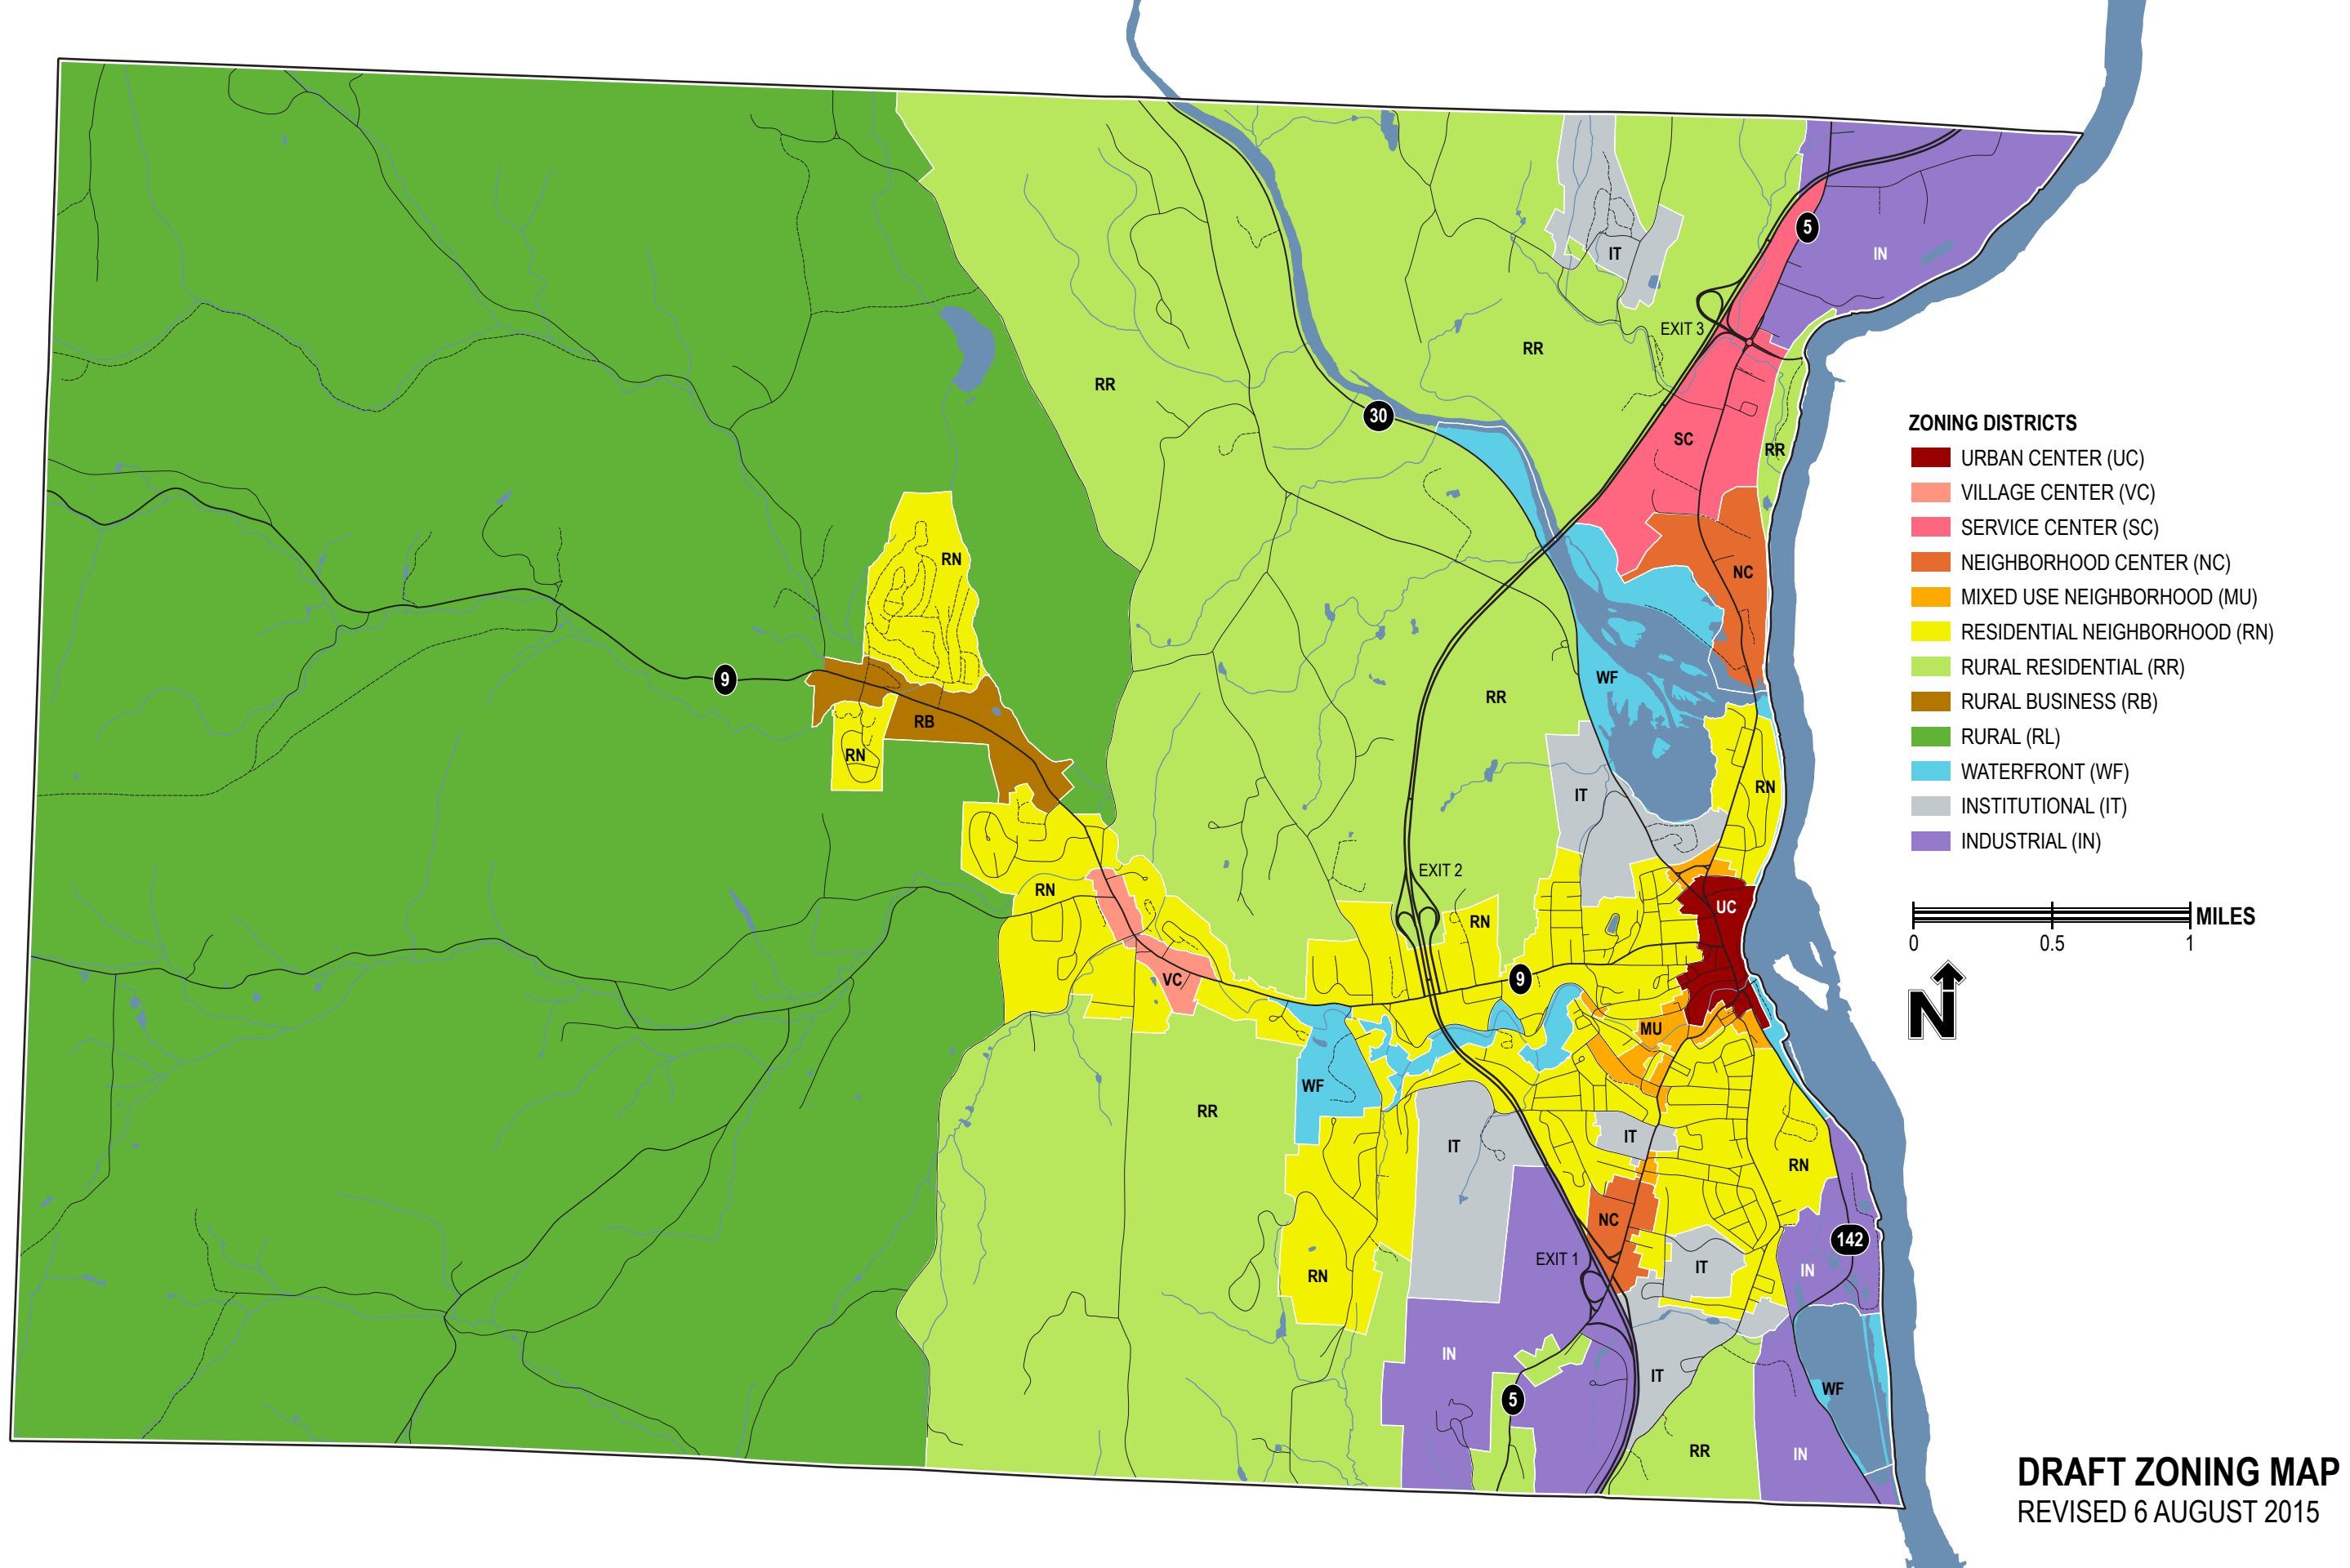 5
IN
IT
EXIT 3
RR
RR
30
SC
RR
RN
NC
9
WF
RR
RB
RN
RN
IT
EXIT 2
RN
UC
RN
9
VC
MU
WF
RR
IT
IT
RN
NC
142
EXIT 1
IT
IN
RN
IN
IT
WF
5
RR
IN
ZONING DISTRICTS
URBAN CENTER (UC)
VILLAGE CENTER (VC)
SERVICE CENTER (SC)
NEIGHBORHOOD CENTER (NC)
MIXED USE NEIGHBORHOOD (MU)
RESIDENTIAL NEIGHBORHOOD (RN)
RURAL RESIDENTIAL (RR)
RURAL BUSINESS (RB)
RURAL (RL)
WATERFRONT (WF)
INSTITUTIONAL (IT)
INDUSTRIAL (IN)
MILES
0 0.5 1
N
DRAFT ZONING MAP
REVISED 6 AUGUST 2015